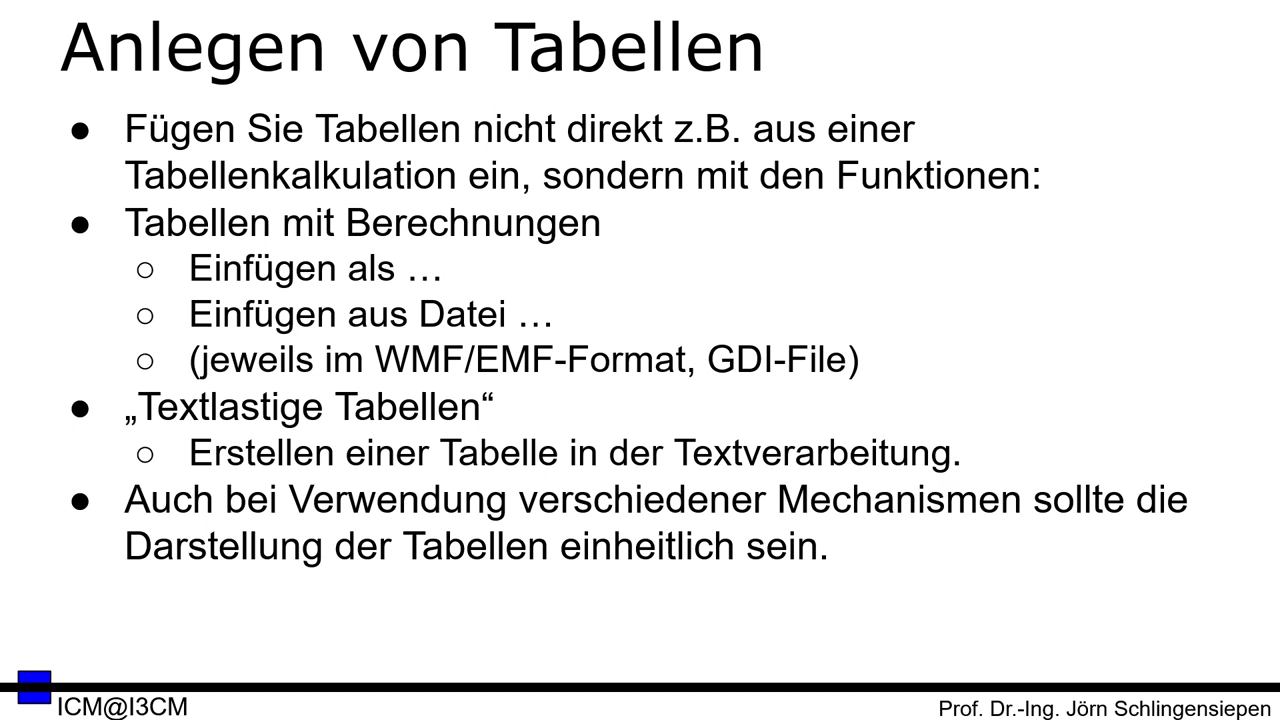 Anlegen von Tabellen
● Fügen Sie Tabellen nicht direkt z.B. aus einer
Tabellenkalkulation ein, sondern mit den Funktionen:
● Tabellen mit Berechnungen
○ Einfügen als …
○ Einfügen aus Datei …
○ (jeweils im WMF/EMF-Format, GDI-File)
● „Textlastige Tabellen“
○ Erstellen einer Tabelle in der Textverarbeitung.
● Auch bei Verwendung verschiedener Mechanismen sollte die
Darstellung der Tabellen einheitlich sein.
ICM@I3CM
Prof. Dr.-Ing. Jörn Schlingensiepen